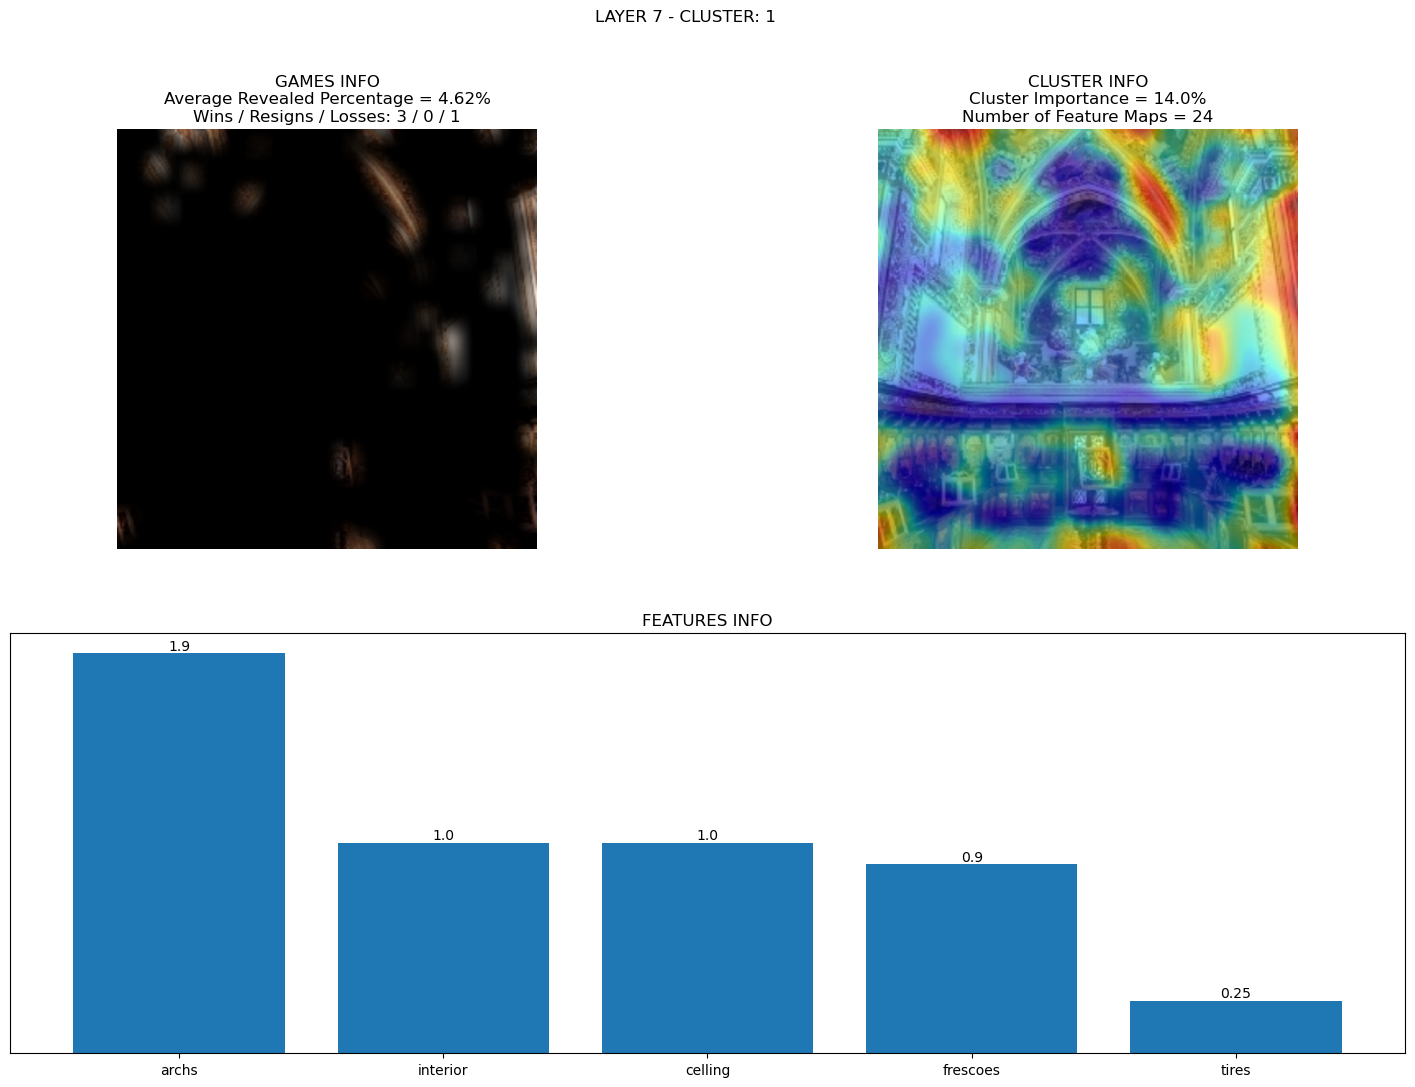 LAYER 7 - CLUSTER: 1
GAMES INFO
Average Revealed Percentage = 4.62%
Wins / Resigns / Losses: 3 / 0 / 1
CLUSTER INFO
Cluster Importance = 14.0%
Number of Feature Maps = 24
FEATURES INFO
1.9
1.0
1.0
0.9
0.25
archs
interior
celling
frescoes
tires